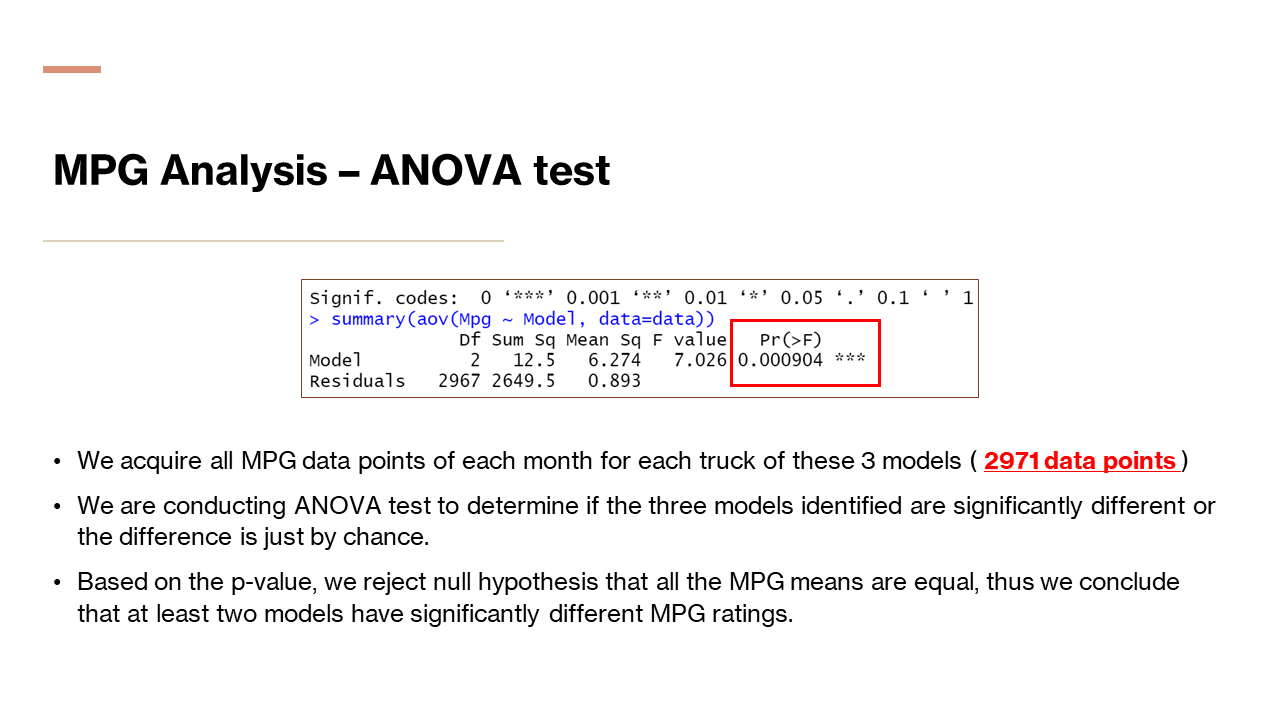 MPG Analysis – ANOVA test
Signif. codes:  0 ‘***’ 0.001 ‘**’ 0.01 ‘*’ 0.05 ‘.’ 0.1 ‘ ’ 1
> summary(aov(Mpg ~ Model, data=data))
Df Sum Sq Mean Sq F value Pr(>F)
Model 2 12.5 6.274 7.026 0.000904 ***
Residuals 2967 2649.5 0.893
• We acquire all MPG data points of each month for each truck of these 3 models ( 2971 data points )
• We are conducting ANOVA test to determine if the three models identified are significantly different or
the difference is just by chance.
• Based on the p-value, we reject null hypothesis that all the MPG means are equal, thus we conclude
that at least two models have significantly different MPG ratings.